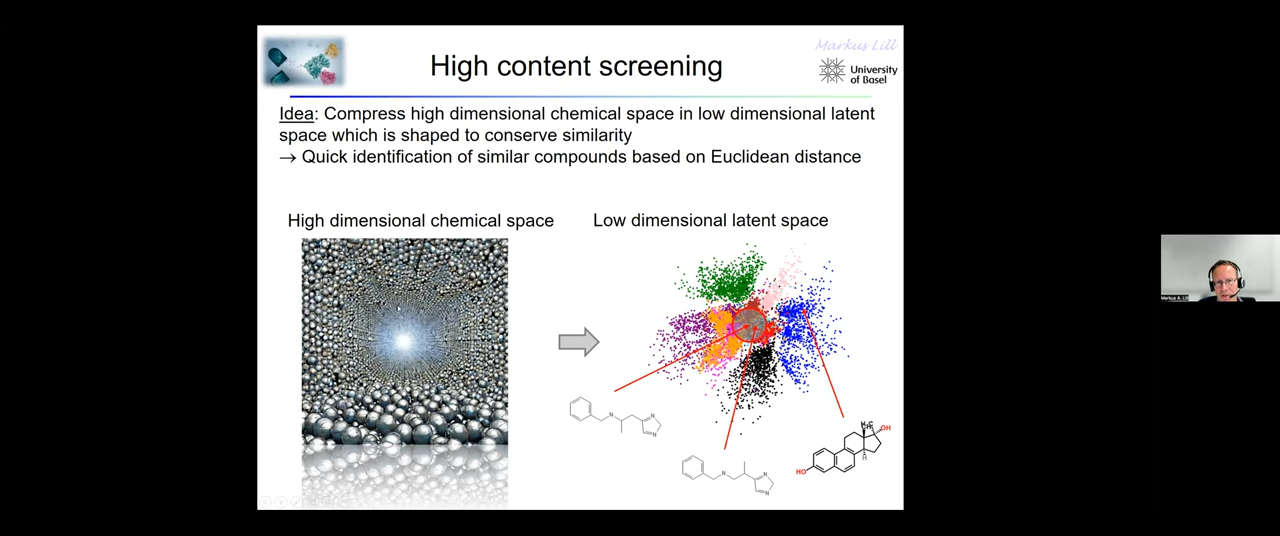 High content screening
Markus Lill
University
of Basel
Idea: Compress high dimensional chemical space in low dimensional latent
space which is shaped to conserve similarity
→ Quick identification of similar compounds based on Euclidean distance
High dimensional chemical space
Low dimensional latent space
N
N
N
N
N
N
OH
H
HO
Markus A. Lill